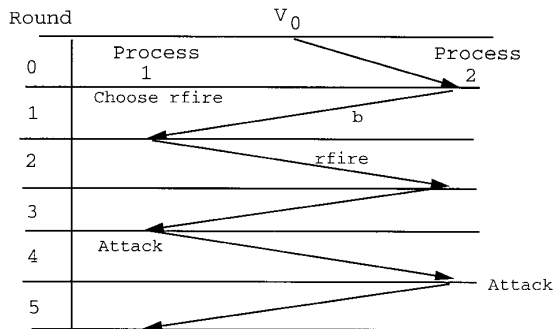 Round V0
Process 1
Process 2
0
Choose rfire
1
b
2
rfire
3
Attack
4
Attack
5